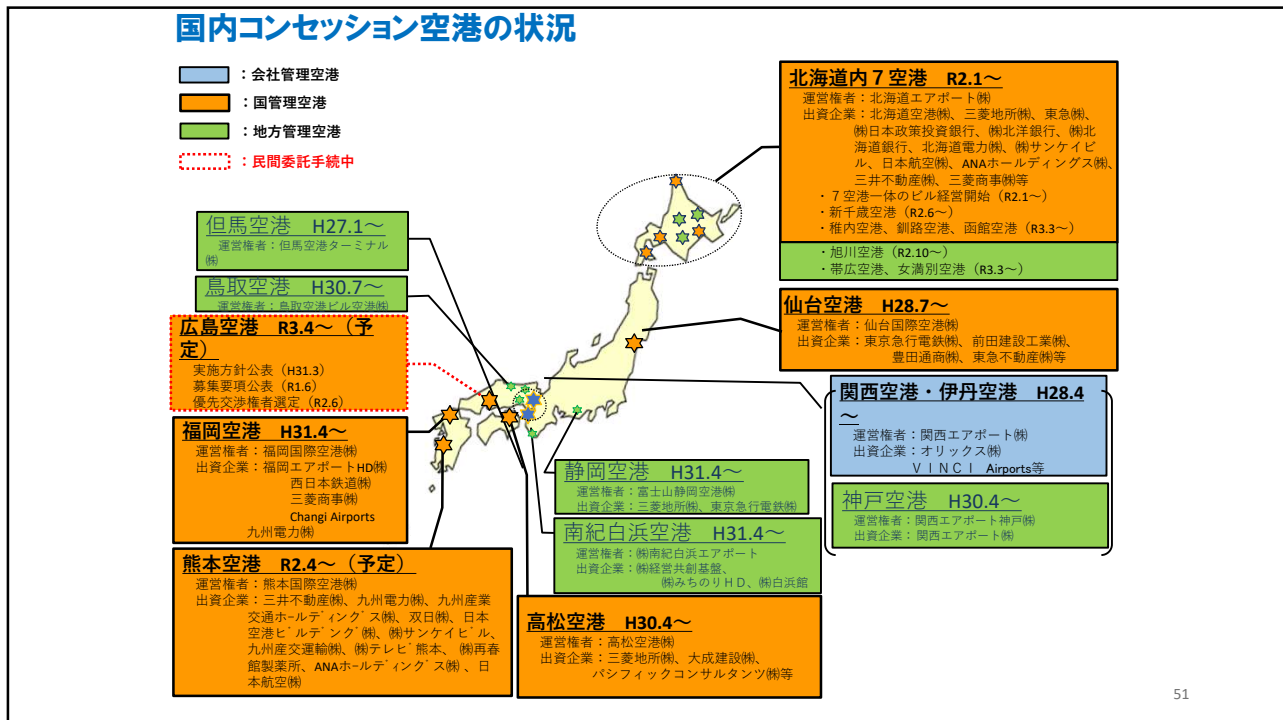 国内コンセッション空港の状況
：会社管理空港
：国管理空港
：地方管理空港
：民間委託手続中
北海道内７空港 R2.1～
運営権者：北海道エアポート㈱
出資企業：北海道空港㈱、三菱地所㈱、東急㈱、
㈱日本政策投資銀行、㈱北洋銀行、㈱北
海道銀行、北海道電力㈱、㈱サンケイビ
ル、日本航空㈱、ANAホールディングス㈱、
三井不動産㈱、三菱商事㈱等
・７空港一体のビル経営開始（R2.1～）
・新千歳空港（R2.6～）
・稚内空港、釧路空港、函館空港（R3.3～）
・旭川空港（R2.10～）
・帯広空港、女満別空港（R3.3～）
但馬空港 H27.1～
運営権者：但馬空港ターミナル
㈱
鳥取空港 H30.7～
運営権者：鳥取空港ビル空港㈱
広島空港 R3.4～（予
定）
実施方針公表（H31.3）
募集要項公表（R1.6）
優先交渉権者選定（R2.6）
福岡空港 H31.4～
運営権者：福岡国際空港㈱
出資企業：福岡エアポートHD㈱
西日本鉄道㈱
三菱商事㈱
Changi Airports
九州電力㈱
熊本空港 R2.4～（予定）
運営権者：熊本国際空港㈱
出資企業：三井不動産㈱、九州電力㈱、九州産業
交通ﾎｰﾙﾃﾞｨﾝｸﾞｽ㈱、双日㈱、日本
空港ﾋﾞﾙﾃﾞﾝｸﾞ㈱、㈱サンケイビル、
九州産交運輸㈱、㈱テレビ熊本、㈱再春
館製薬所、ANAﾎｰﾙﾃﾞｨﾝｸﾞｽ㈱、日
本航空㈱
仙台空港 H28.7～
運営権者：仙台国際空港㈱
出資企業：東京急行電鉄㈱、前田建設工業㈱、
豊田通商㈱、東急不動産㈱等
関西空港・伊丹空港 H28.4
～
運営権者：関西エアポート㈱
出資企業：オリックス㈱
ＶＩＮＣＩ Airports等
神戸空港 H30.4～
運営権者：関西エアポート神戸㈱
出資企業：関西エアポート㈱
静岡空港 H31.4～
運営権者：富士山静岡空港㈱
出資企業：三菱地所㈱、東京急行電鉄㈱
南紀白浜空港 H31.4～
運営権者：㈱南紀白浜エアポート
出資企業：㈱経営共創基盤、
㈱みちのりＨＤ、㈱白浜館
高松空港 H30.4～
運営権者：高松空港㈱
出資企業：三菱地所㈱、大成建設㈱、
パシフィックコンサルタンツ㈱等
51